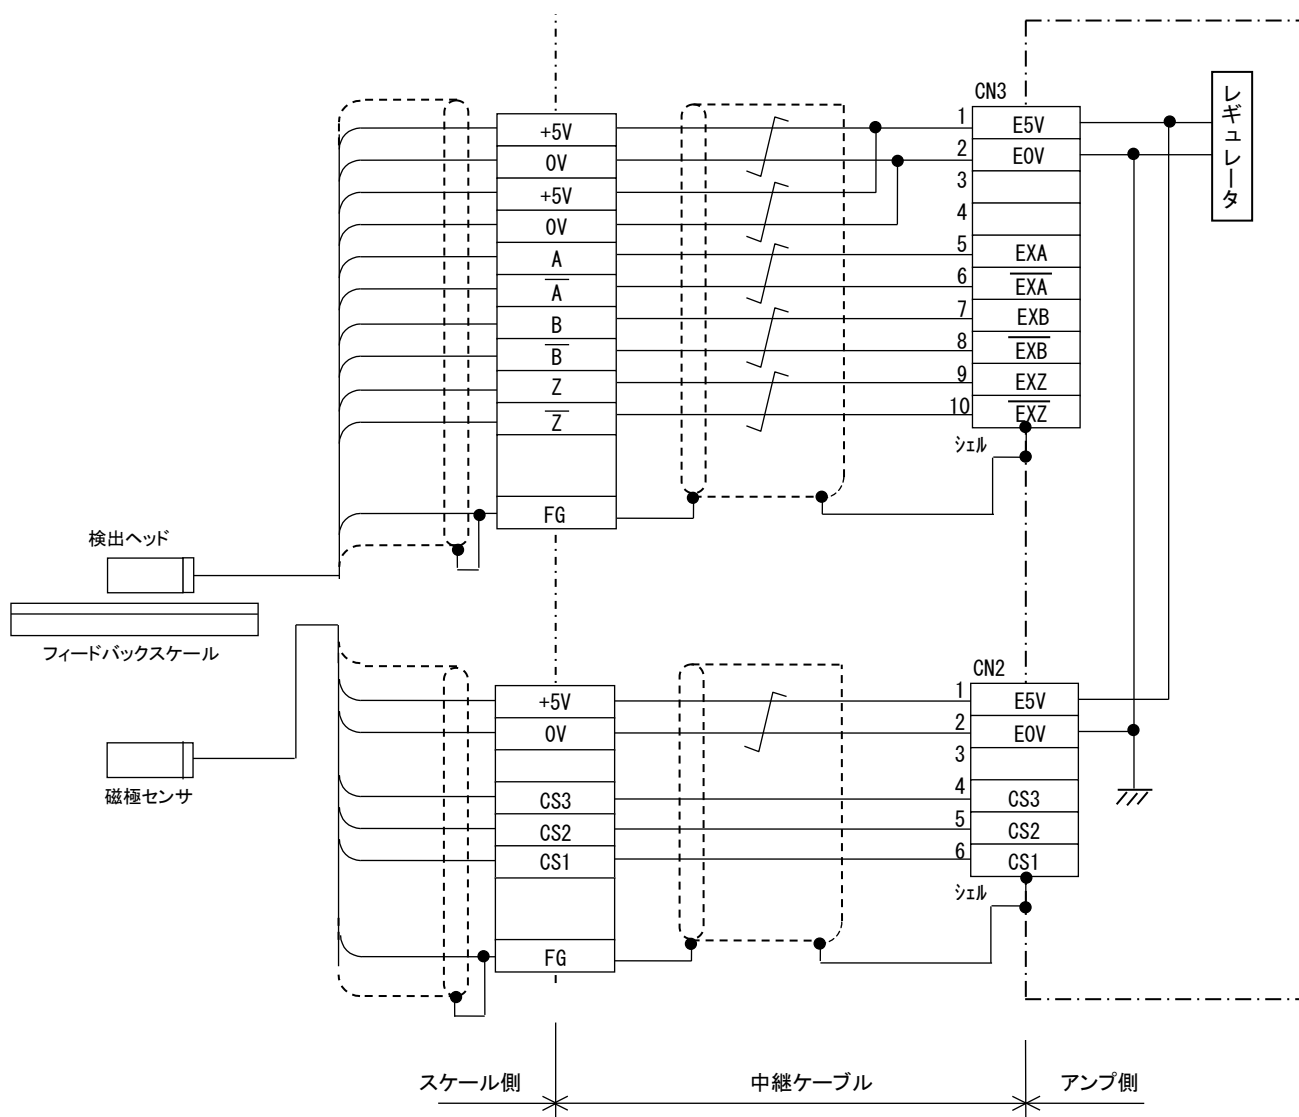 CN3
レギュレータ
+5V
1
E5V
0V
2
E0V
+5V
3
0V
4
A
5
EXA
A̅
6
E̅X̅A̅
B
7
EXB
B̅
8
E̅X̅B̅
Z
9
EXZ
Z̅
10
E̅X̅Z̅
シェル
FG
検出ヘッド
フィードバックスケール
CN2
+5V
1
E5V
0V
2
E0V
3
磁極センサ
CS3
4
CS3
CS2
5
CS2
CS1
6
CS1
シェル
FG
スケール側
中継ケーブル
アンプ側